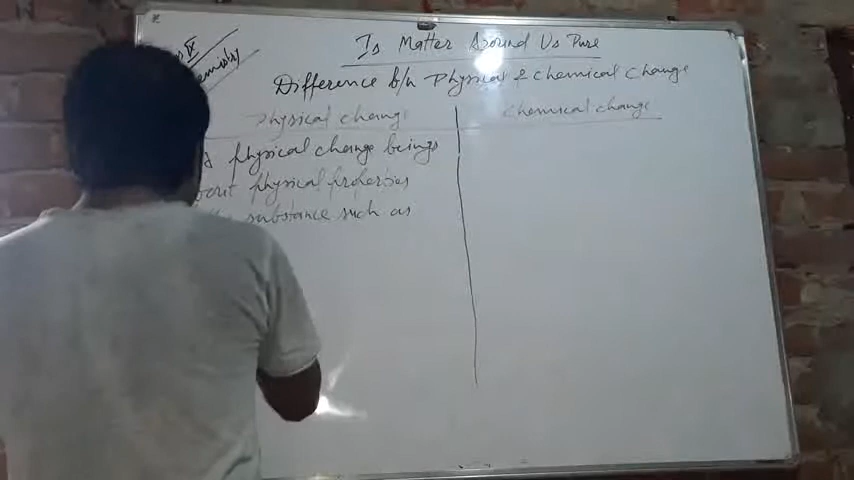 IX
Is Matter Around Us Pure
Difference b/n Physical & Chemical Change
Physical change
Chemical change
A physical change beings
physical properties
substance such as